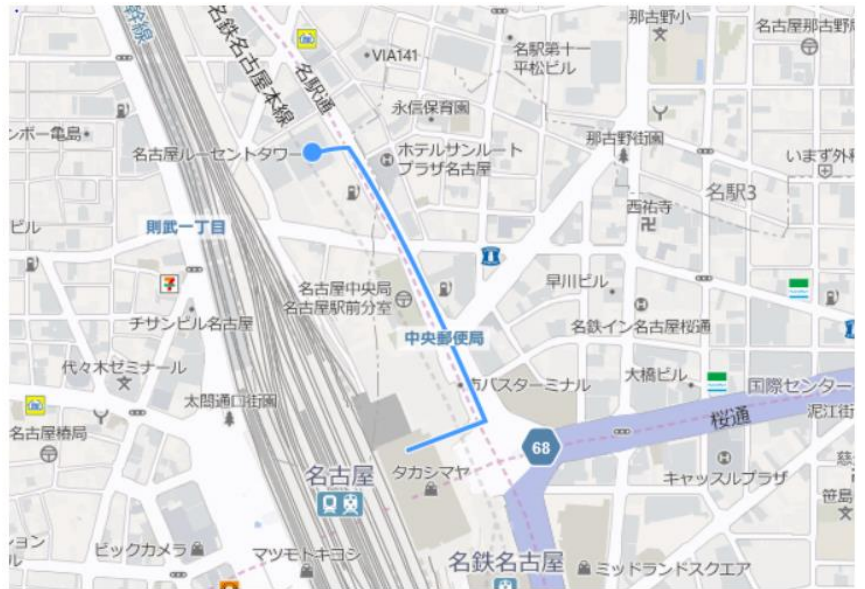 幹線
名鉄名古屋本線
名駅通
VIA141
名駅第十一
平松ビル
那古野小
名古屋那古野局
永信保育園
ンボー亀島
名古屋ルーセントタワー
ホテルサンルート
プラザ名古屋
那古野街園
いまず外科
名駅3
ビル
則武一丁目
西祐寺
名古屋中央局
名古屋駅前分室
早川ビル
チサンビル名古屋
中央郵便局
名鉄イン名古屋桜通
代々木ゼミナール
市バスターミナル
大橋ビル
国際センター
太閤通口街園
桜通
泥江街
名古屋椿局
68
名古屋
タカシマヤ
キャッスルプラザ
笹島
ション
ル
ビックカメラ
マツモトキヨシ
名鉄名古屋
ミッドランドスクエア